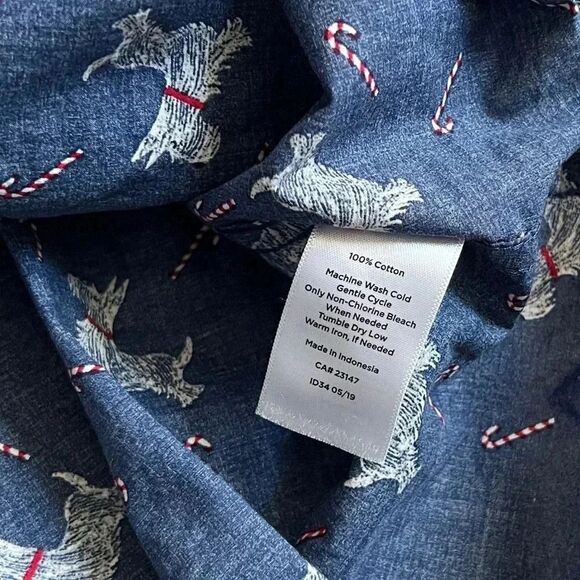 100% Cotton
Machine Wash Cold
Gentle Cycle
Only Non-Chlorine Bleach
When Needed
Tumble Dry Low
Warm Iron, If Needed
Made in Indonesia
CA# 23147
ID34 05/19